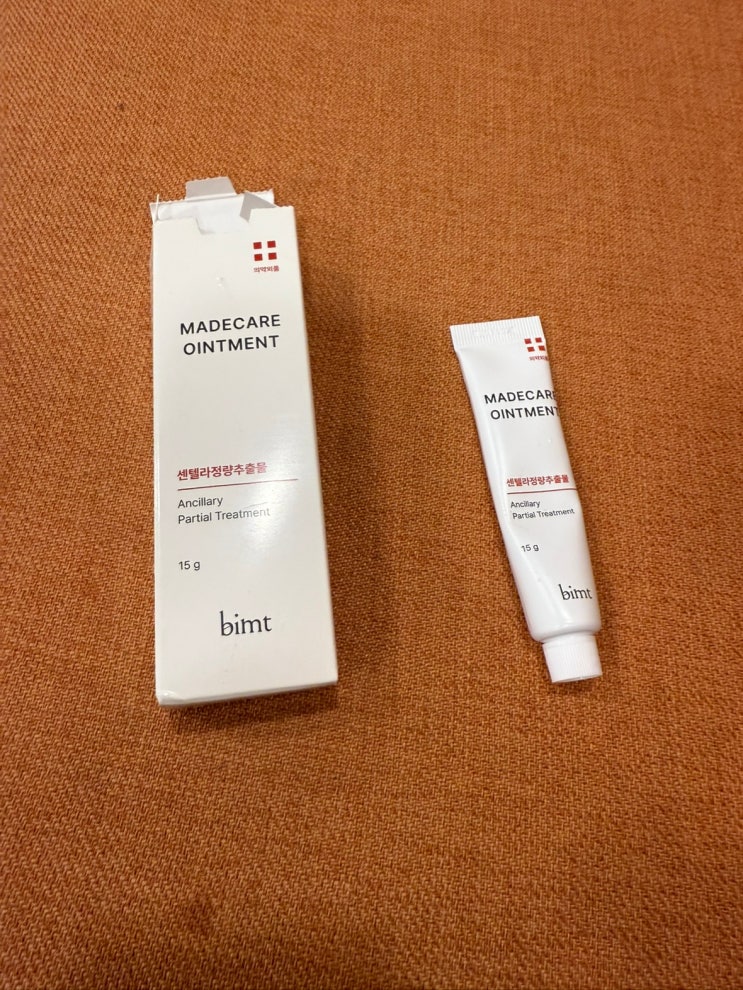 의약외품
MADECARE
OINTMENT
센텔라정량추출물
Ancillary
Partial Treatment
15 g
bimt
의약외품
MADECARE
OINTMENT
센텔라정량추출물
Ancillary
Partial Treatment
15 g
bimt